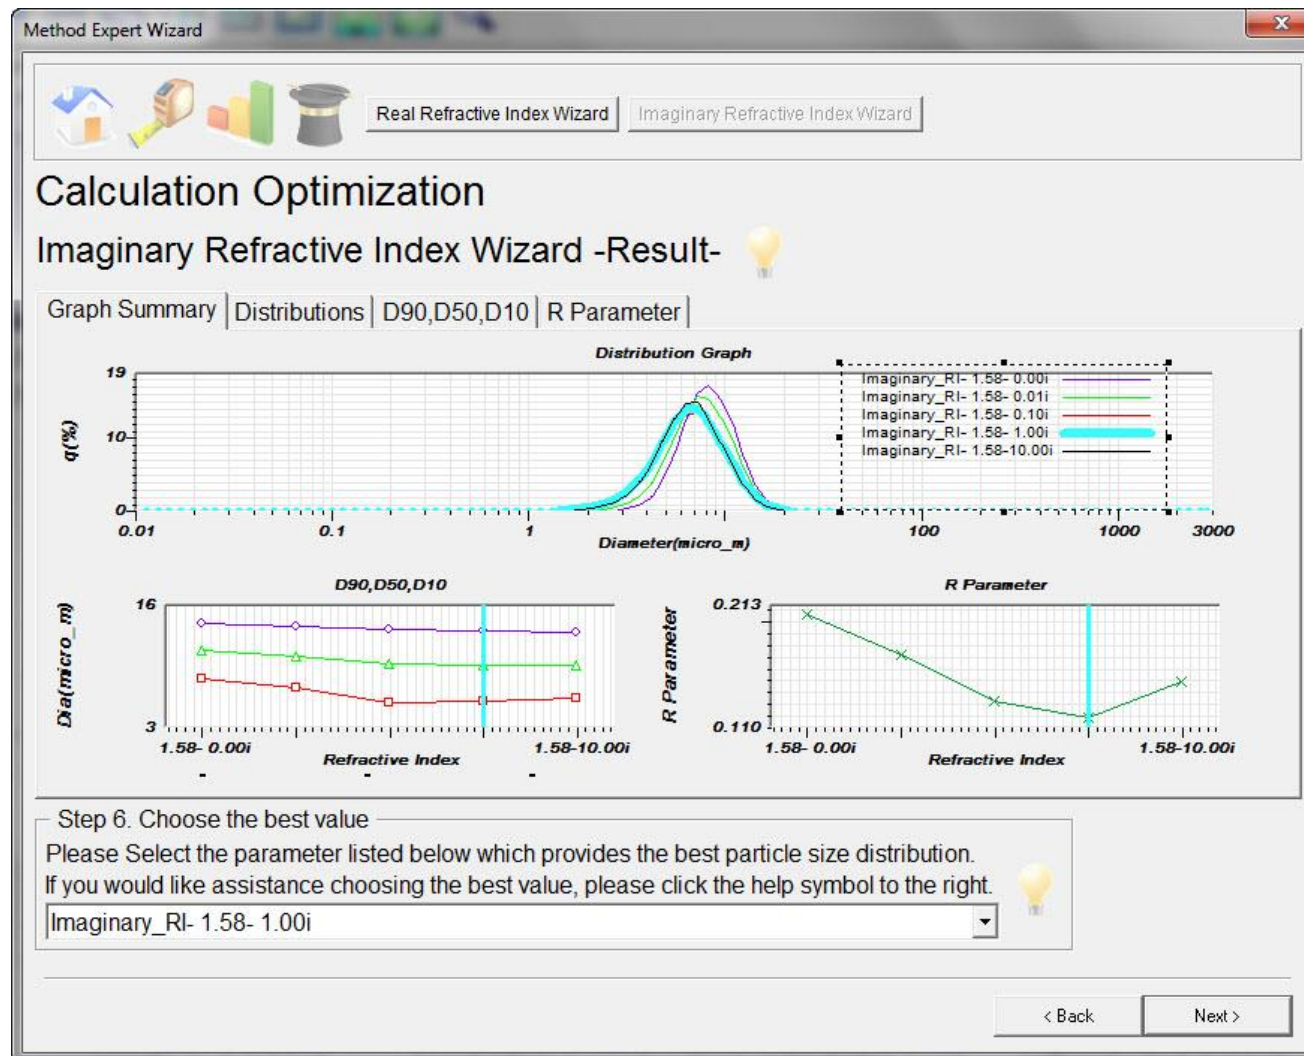 Method Expert Wizard
x
Real Refractive Index Wizard
Imaginary Refractive Index Wizard
Calculation Optimization
Imaginary Refractive Index Wizard -Result-
Graph Summary
Distributions
D90,D50,D10
R Parameter
Distribution Graph
19
10
0
q(%)
Imaginary_RI- 1.58- 0.00i
Imaginary_RI- 1.58- 0.01i
Imaginary_RI- 1.58- 0.10i
Imaginary_RI- 1.58- 1.00i
Imaginary_RI- 1.58-10.00i
0.01
0.1
1
100
1000
3000
Diameter(micro_m)
D90,D50,D10
16
3
Dia(micro_m)
1.58- 0.00i
1.58-10.00i
Refractive Index
R Parameter
0.213
0.110
R Parameter
1.58- 0.00i
1.58-10.00i
Refractive Index
Step 6. Choose the best value
Please Select the parameter listed below which provides the best particle size distribution.
If you would like assistance choosing the best value, please click the help symbol to the right.
Imaginary_RI- 1.58- 1.00i
< Back
Next >